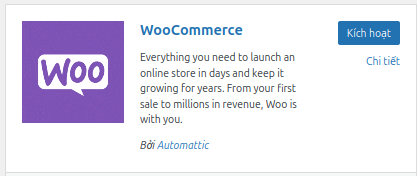 WooCommerce
Kích hoạt
Woo
Everything you need to launch an
Chi tiết
online store in days and keep it
growing for years. From your first
sale to millions in revenue, Woo is
with you.
Bởi Automattic